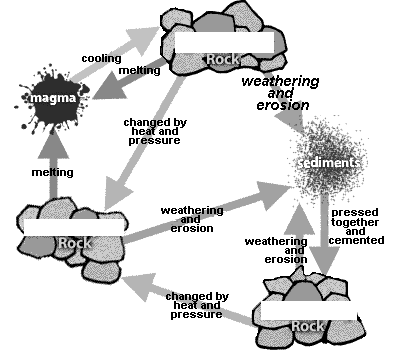 cooling
Rock
melting
magma
weathering
and
erosion
changed by
heat and
pressure
sediments
melting
weathering
and
erosion
pressed
together
and
cemented
Rock
weathering
and
erosion
changed by
heat and
pressure
Rock